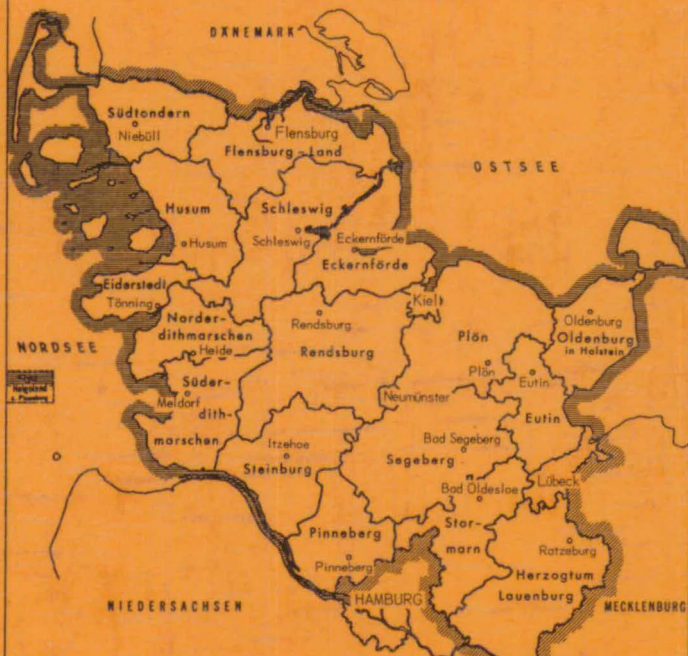 DÄNEMARK
Südtondern
Niebüll
Flensburg
Flensburg-Land
OSTSEE
Husum
Husum
Schleswig
Schleswig
Eckernförde
Eckernförde
Eiderstedt
Tönning
Kiel
Norder-
dithmarschen
Heide
Rendsburg
Rendsburg
Plön
Plön
Oldenburg
Oldenburg
in Holstein
NORDSEE
Eutin
Eutin
Süder-
dith-
marschen
Meldorf
Neumünster
Itzehoe
Steinburg
Bad Segeberg
Segeberg
Bad Oldesloe
Lübeck
Pinneberg
Pinneberg
Stor-
marn
Ratzeburg
Herzogtum
Lauenburg
HAMBURG
NIEDERSACHSEN
MECKLENBURG